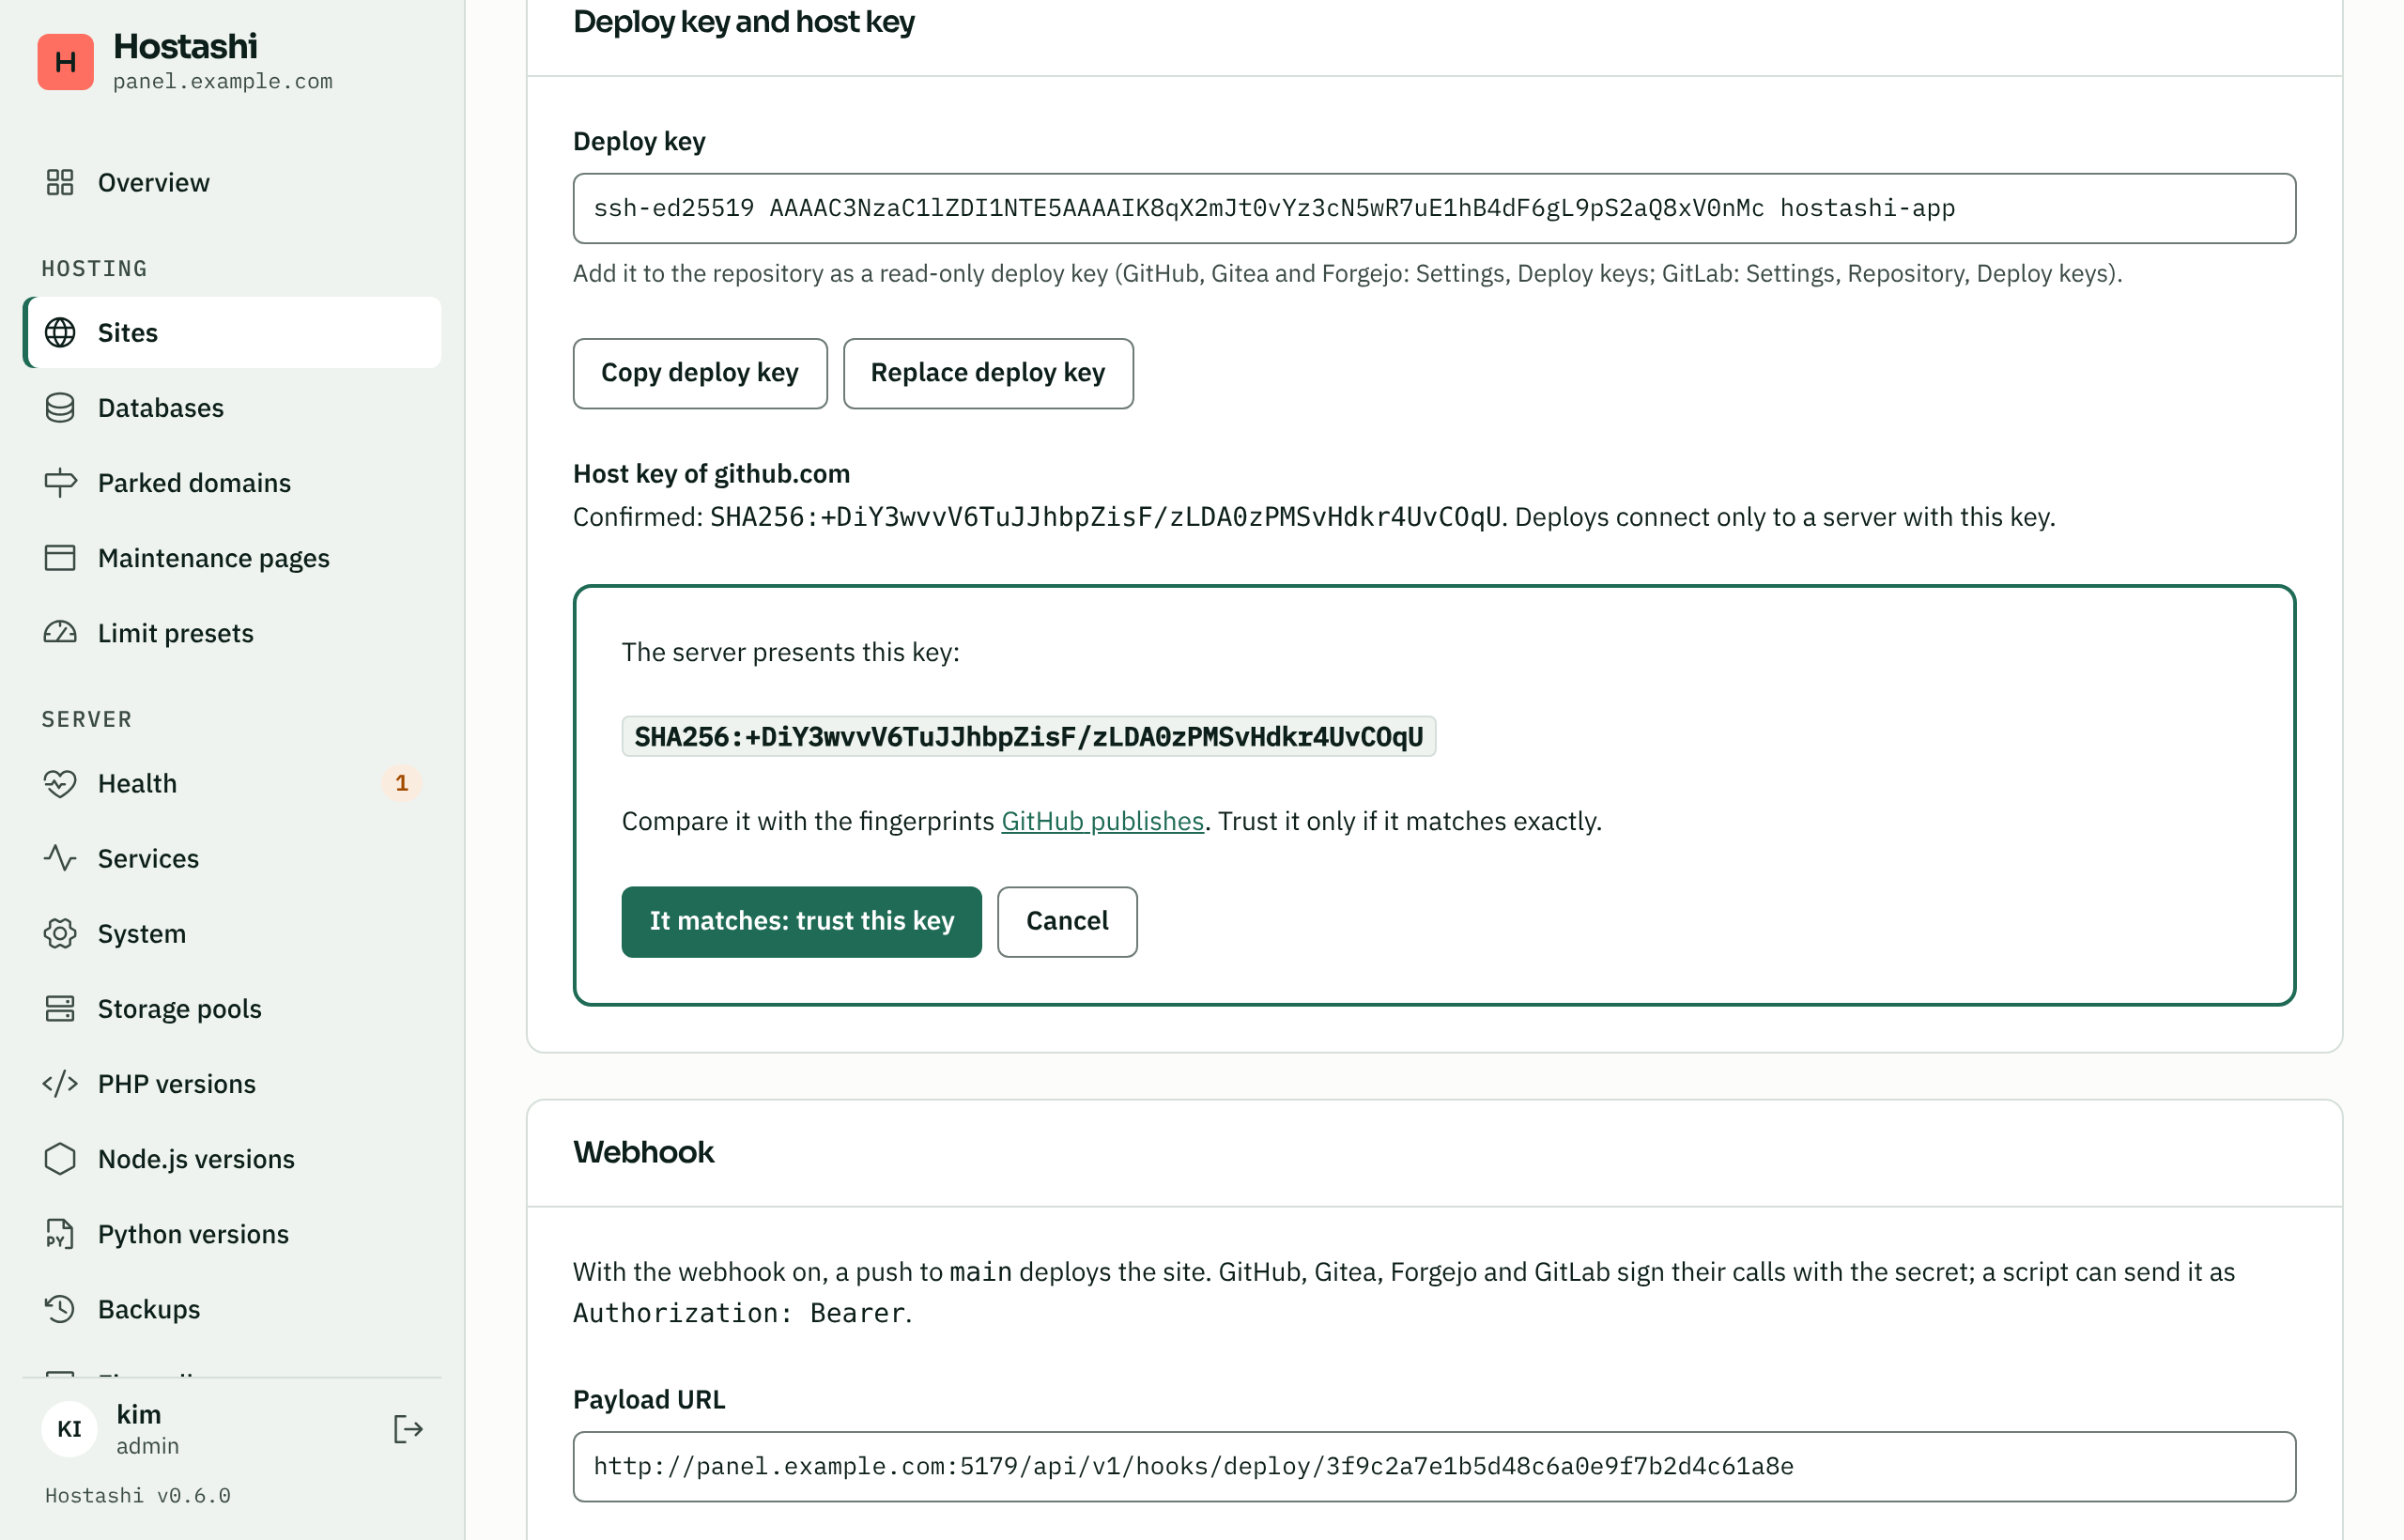 H
Hostashi
panel.example.com
Overview
HOSTING
Sites
Databases
Parked domains
Maintenance pages
Limit presets
SERVER
Health
1
Services
System
Storage pools
PHP versions
Node.js versions
PY
Python versions
Backups
KI
kim
admin
Hostashi v0.6.0
Deploy key and host key
Deploy key
ssh-ed25519 AAAAC3NzaC1lZDI1NTE5AAAAIK8qX2mJt0vYz3cN5wR7uE1hB4dF6gL9pS2aQ8xV0nMc hostashi-app
Add it to the repository as a read-only deploy key (GitHub, Gitea and Forgejo: Settings, Deploy keys; GitLab: Settings, Repository, Deploy keys).
Copy deploy key
Replace deploy key
Host key of github.com
Confirmed: SHA256:+DiY3wvvV6TuJJhbpZisF/zLDA0zPMSvHdkr4UvCOqU. Deploys connect only to a server with this key.
The server presents this key:
SHA256:+DiY3wvvV6TuJJhbpZisF/zLDA0zPMSvHdkr4UvCOqU
Compare it with the fingerprints GitHub publishes. Trust it only if it matches exactly.
It matches: trust this key
Cancel
Webhook
With the webhook on, a push to main deploys the site. GitHub, Gitea, Forgejo and GitLab sign their calls with the secret; a script can send it as
Authorization: Bearer.
Payload URL
http://panel.example.com:5179/api/v1/hooks/deploy/3f9c2a7e1b5d48c6a0e9f7b2d4c61a8e